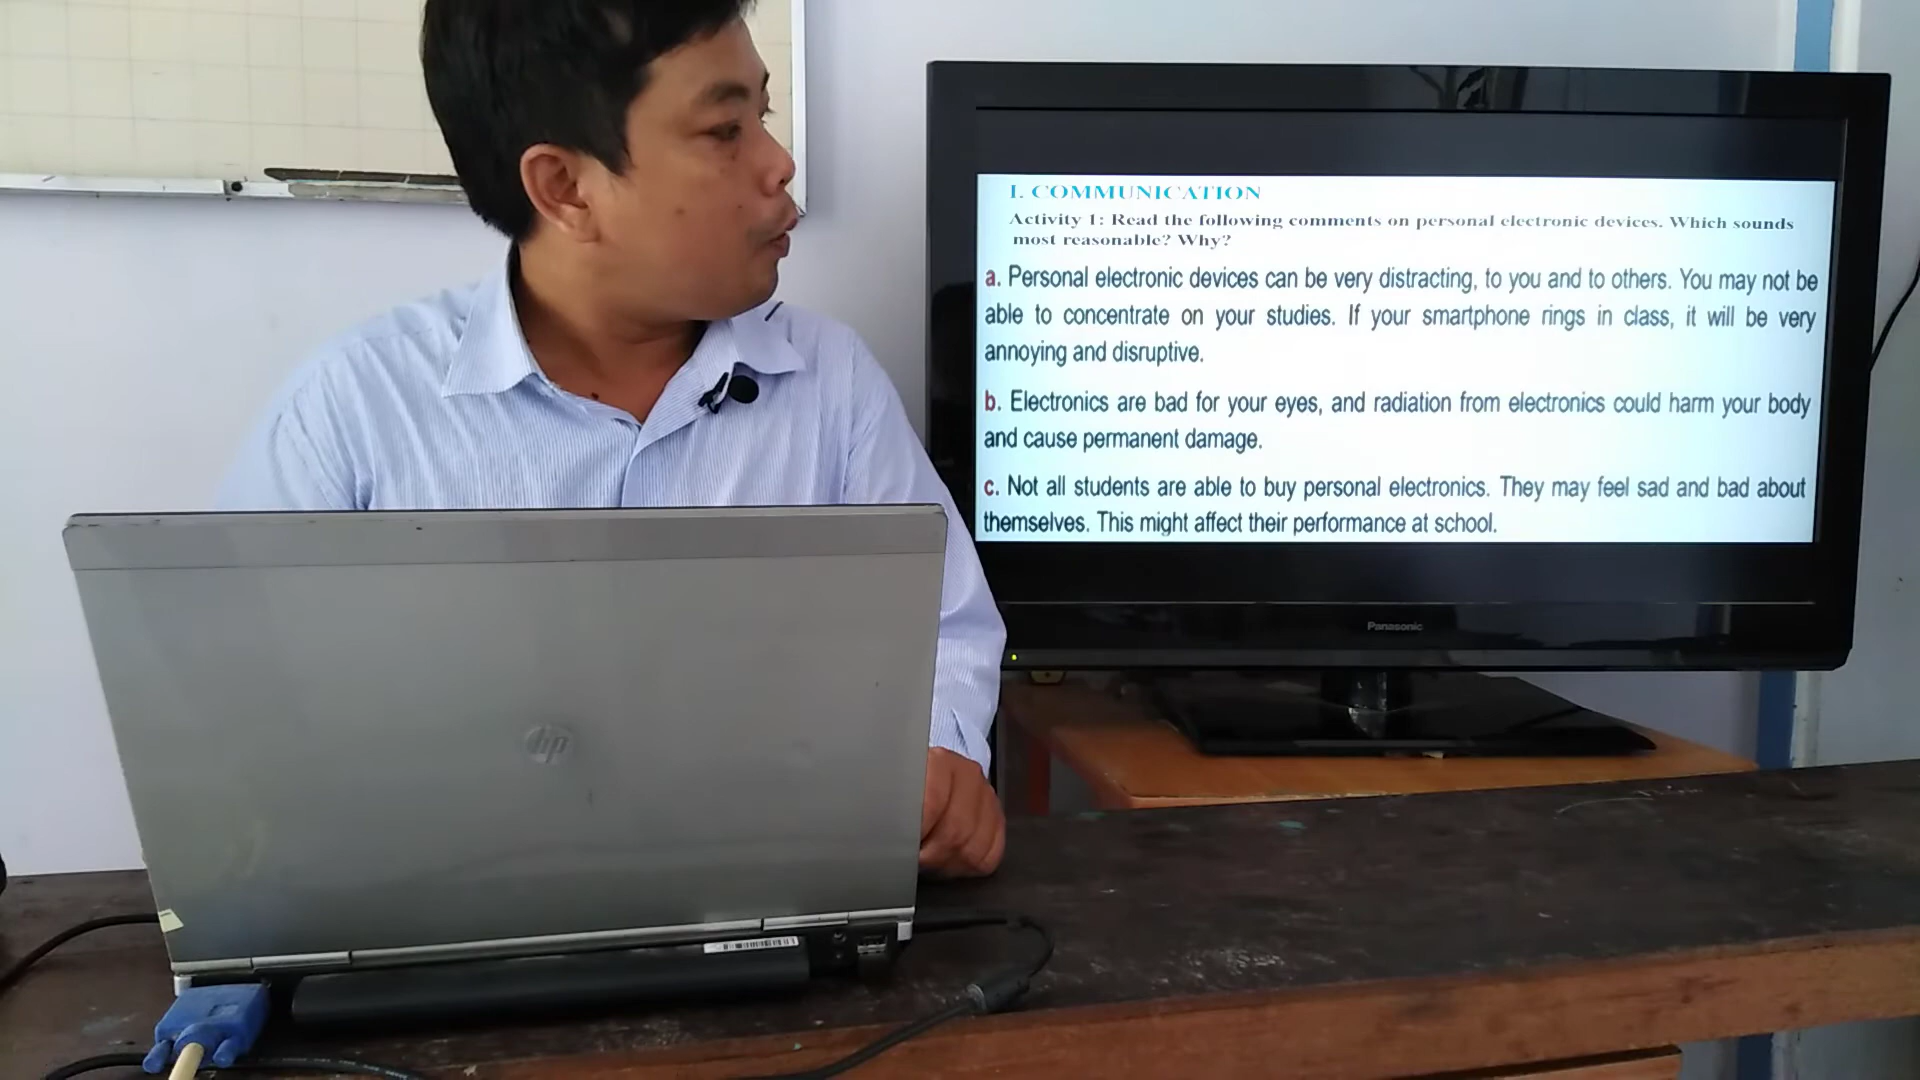 I. COMMUNICATION
Activity 1: Read the following comments on personal electronic devices. Which sounds
most reasonable? Why?
a. Personal electronic devices can be very distracting, to you and to others. You may not be
able to concentrate on your studies. If your smartphone rings in class, it will be very
annoying and disruptive.
b. Electronics are bad for your eyes, and radiation from electronics could harm your body
and cause permanent damage.
c. Not all students are able to buy personal electronics. They may feel sad and bad about
themselves. This might affect their performance at school.
Panasonic
hp